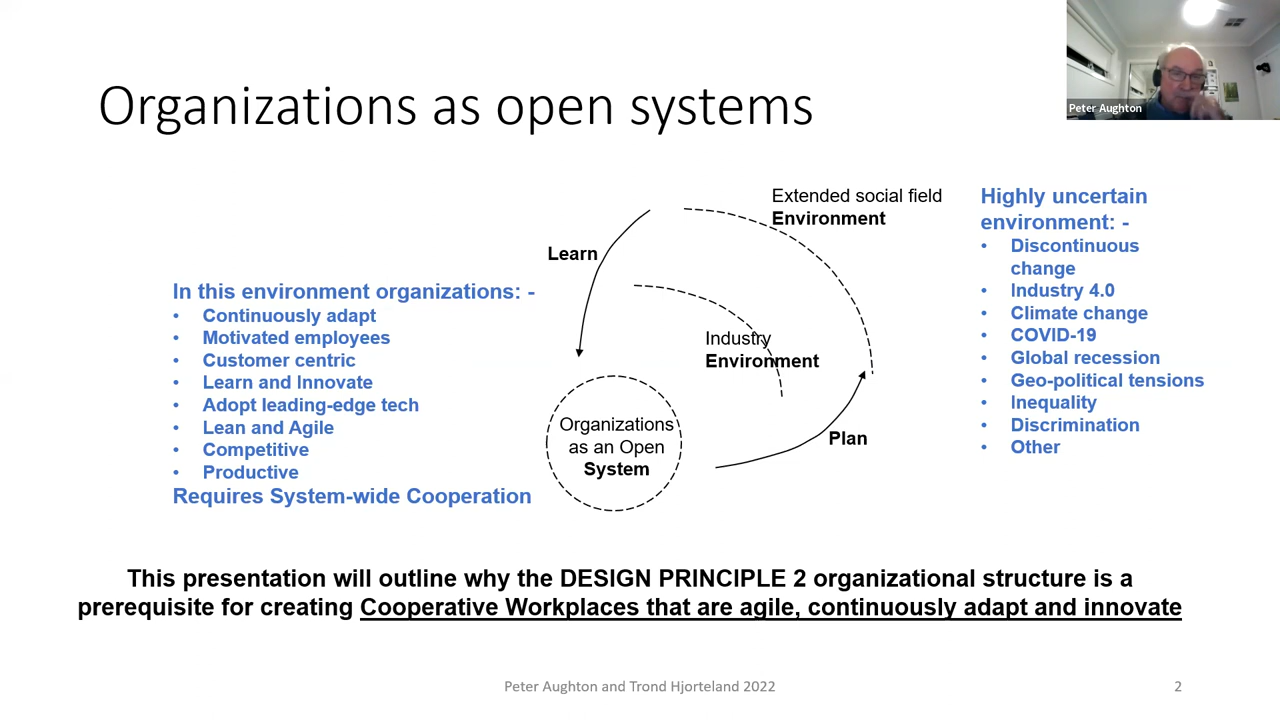 Organizations as open systems
Peter Aughton
Extended social field
Environment
Learn
Industry
Environment
Organizations
as an Open
System
Plan
In this environment organizations: -
• Continuously adapt
• Motivated employees
• Customer centric
• Learn and Innovate
• Adopt leading-edge tech
• Lean and Agile
• Competitive
• Productive
Requires System-wide Cooperation
Highly uncertain
environment: -
• Discontinuous
change
• Industry 4.0
• Climate change
• COVID-19
• Global recession
• Geo-political tensions
• Inequality
• Discrimination
• Other
This presentation will outline why the DESIGN PRINCIPLE 2 organizational structure is a
prerequisite for creating Cooperative Workplaces that are agile, continuously adapt and innovate
Peter Aughton and Trond Hjorteland 2022
2